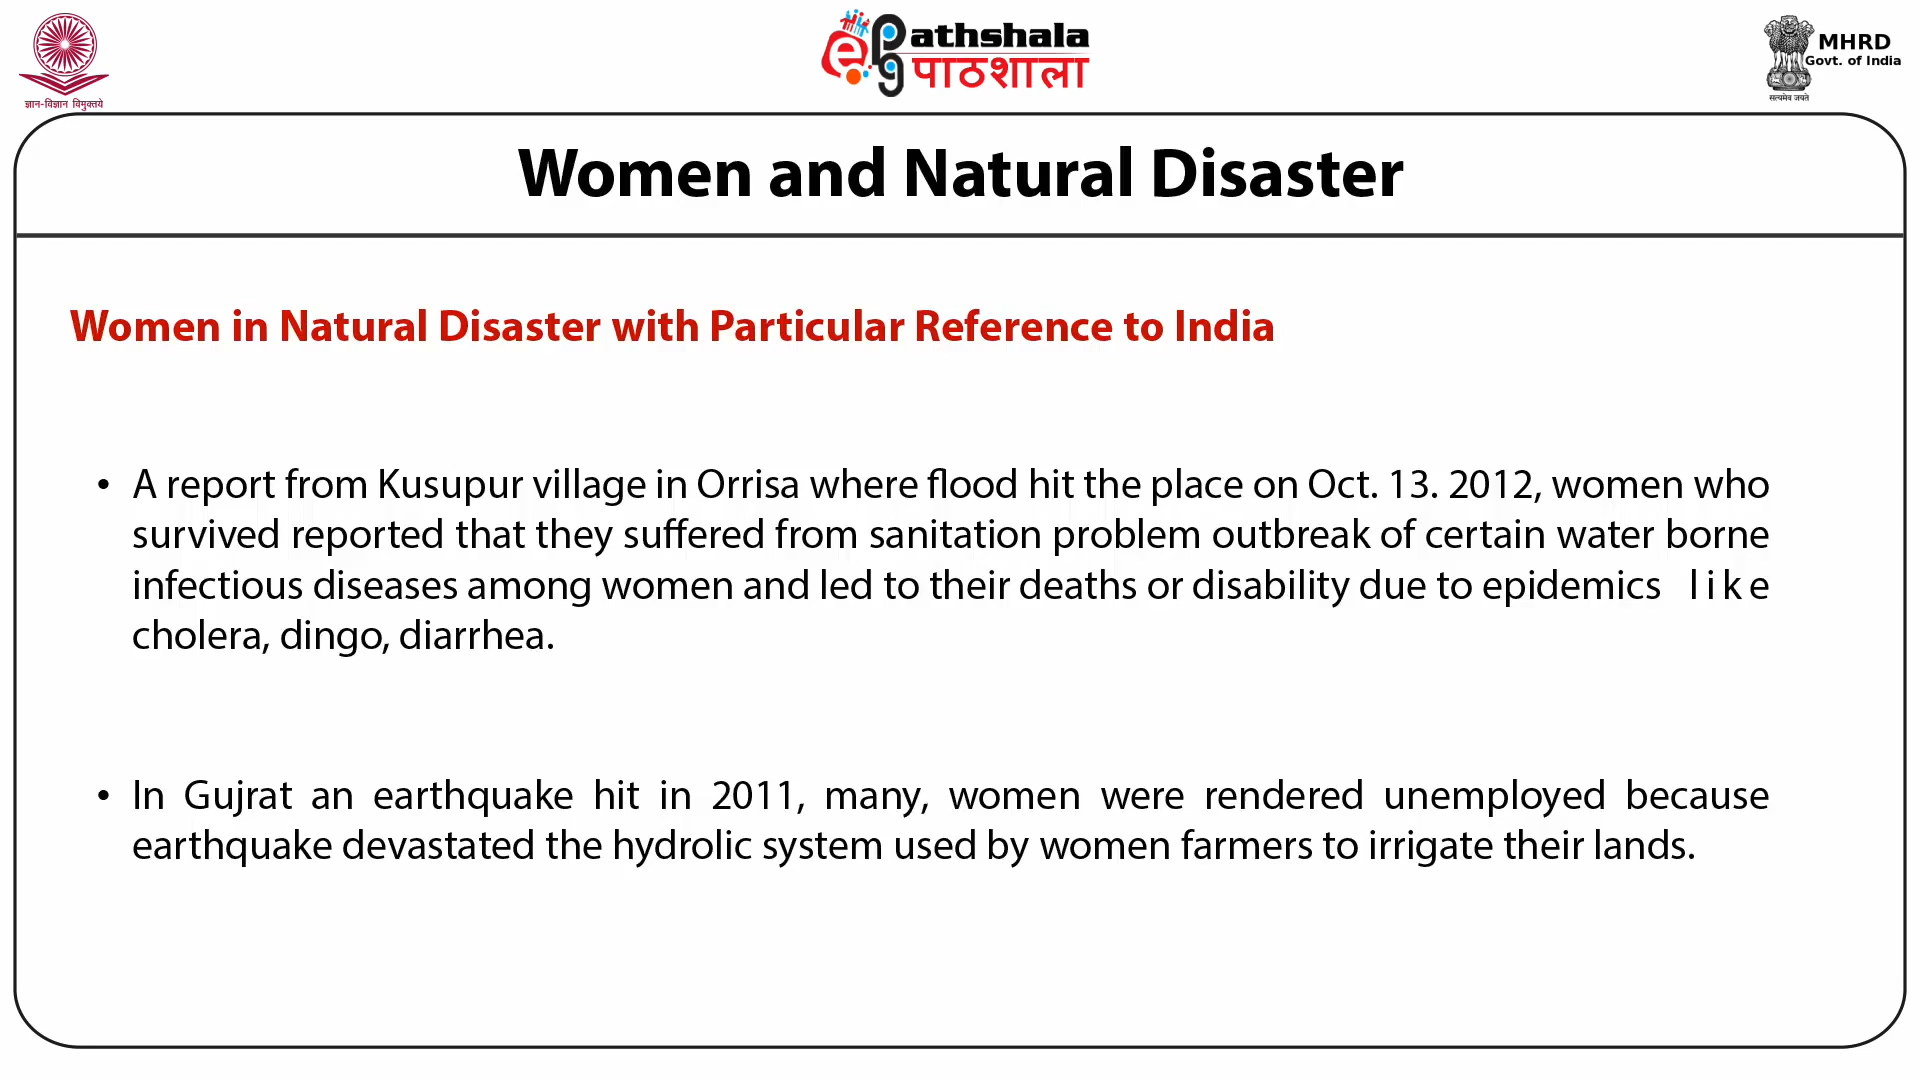 ज्ञान-विज्ञान विमुक्तये
e Pathshala
पाठशाला
MHRD
Govt. of India
सत्यमेव जयते
Women and Natural Disaster
Women in Natural Disaster with Particular Reference to India
• A report from Kusupur village in Orrisa where flood hit the place on Oct. 13. 2012, women who
survived reported that they suffered from sanitation problem outbreak of certain water borne
infectious diseases among women and led to their deaths or disability due to epidemics like
cholera, dingo, diarrhea.
• In Gujrat an earthquake hit in 2011, many, women were rendered unemployed because
earthquake devastated the hydrolic system used by women farmers to irrigate their lands.